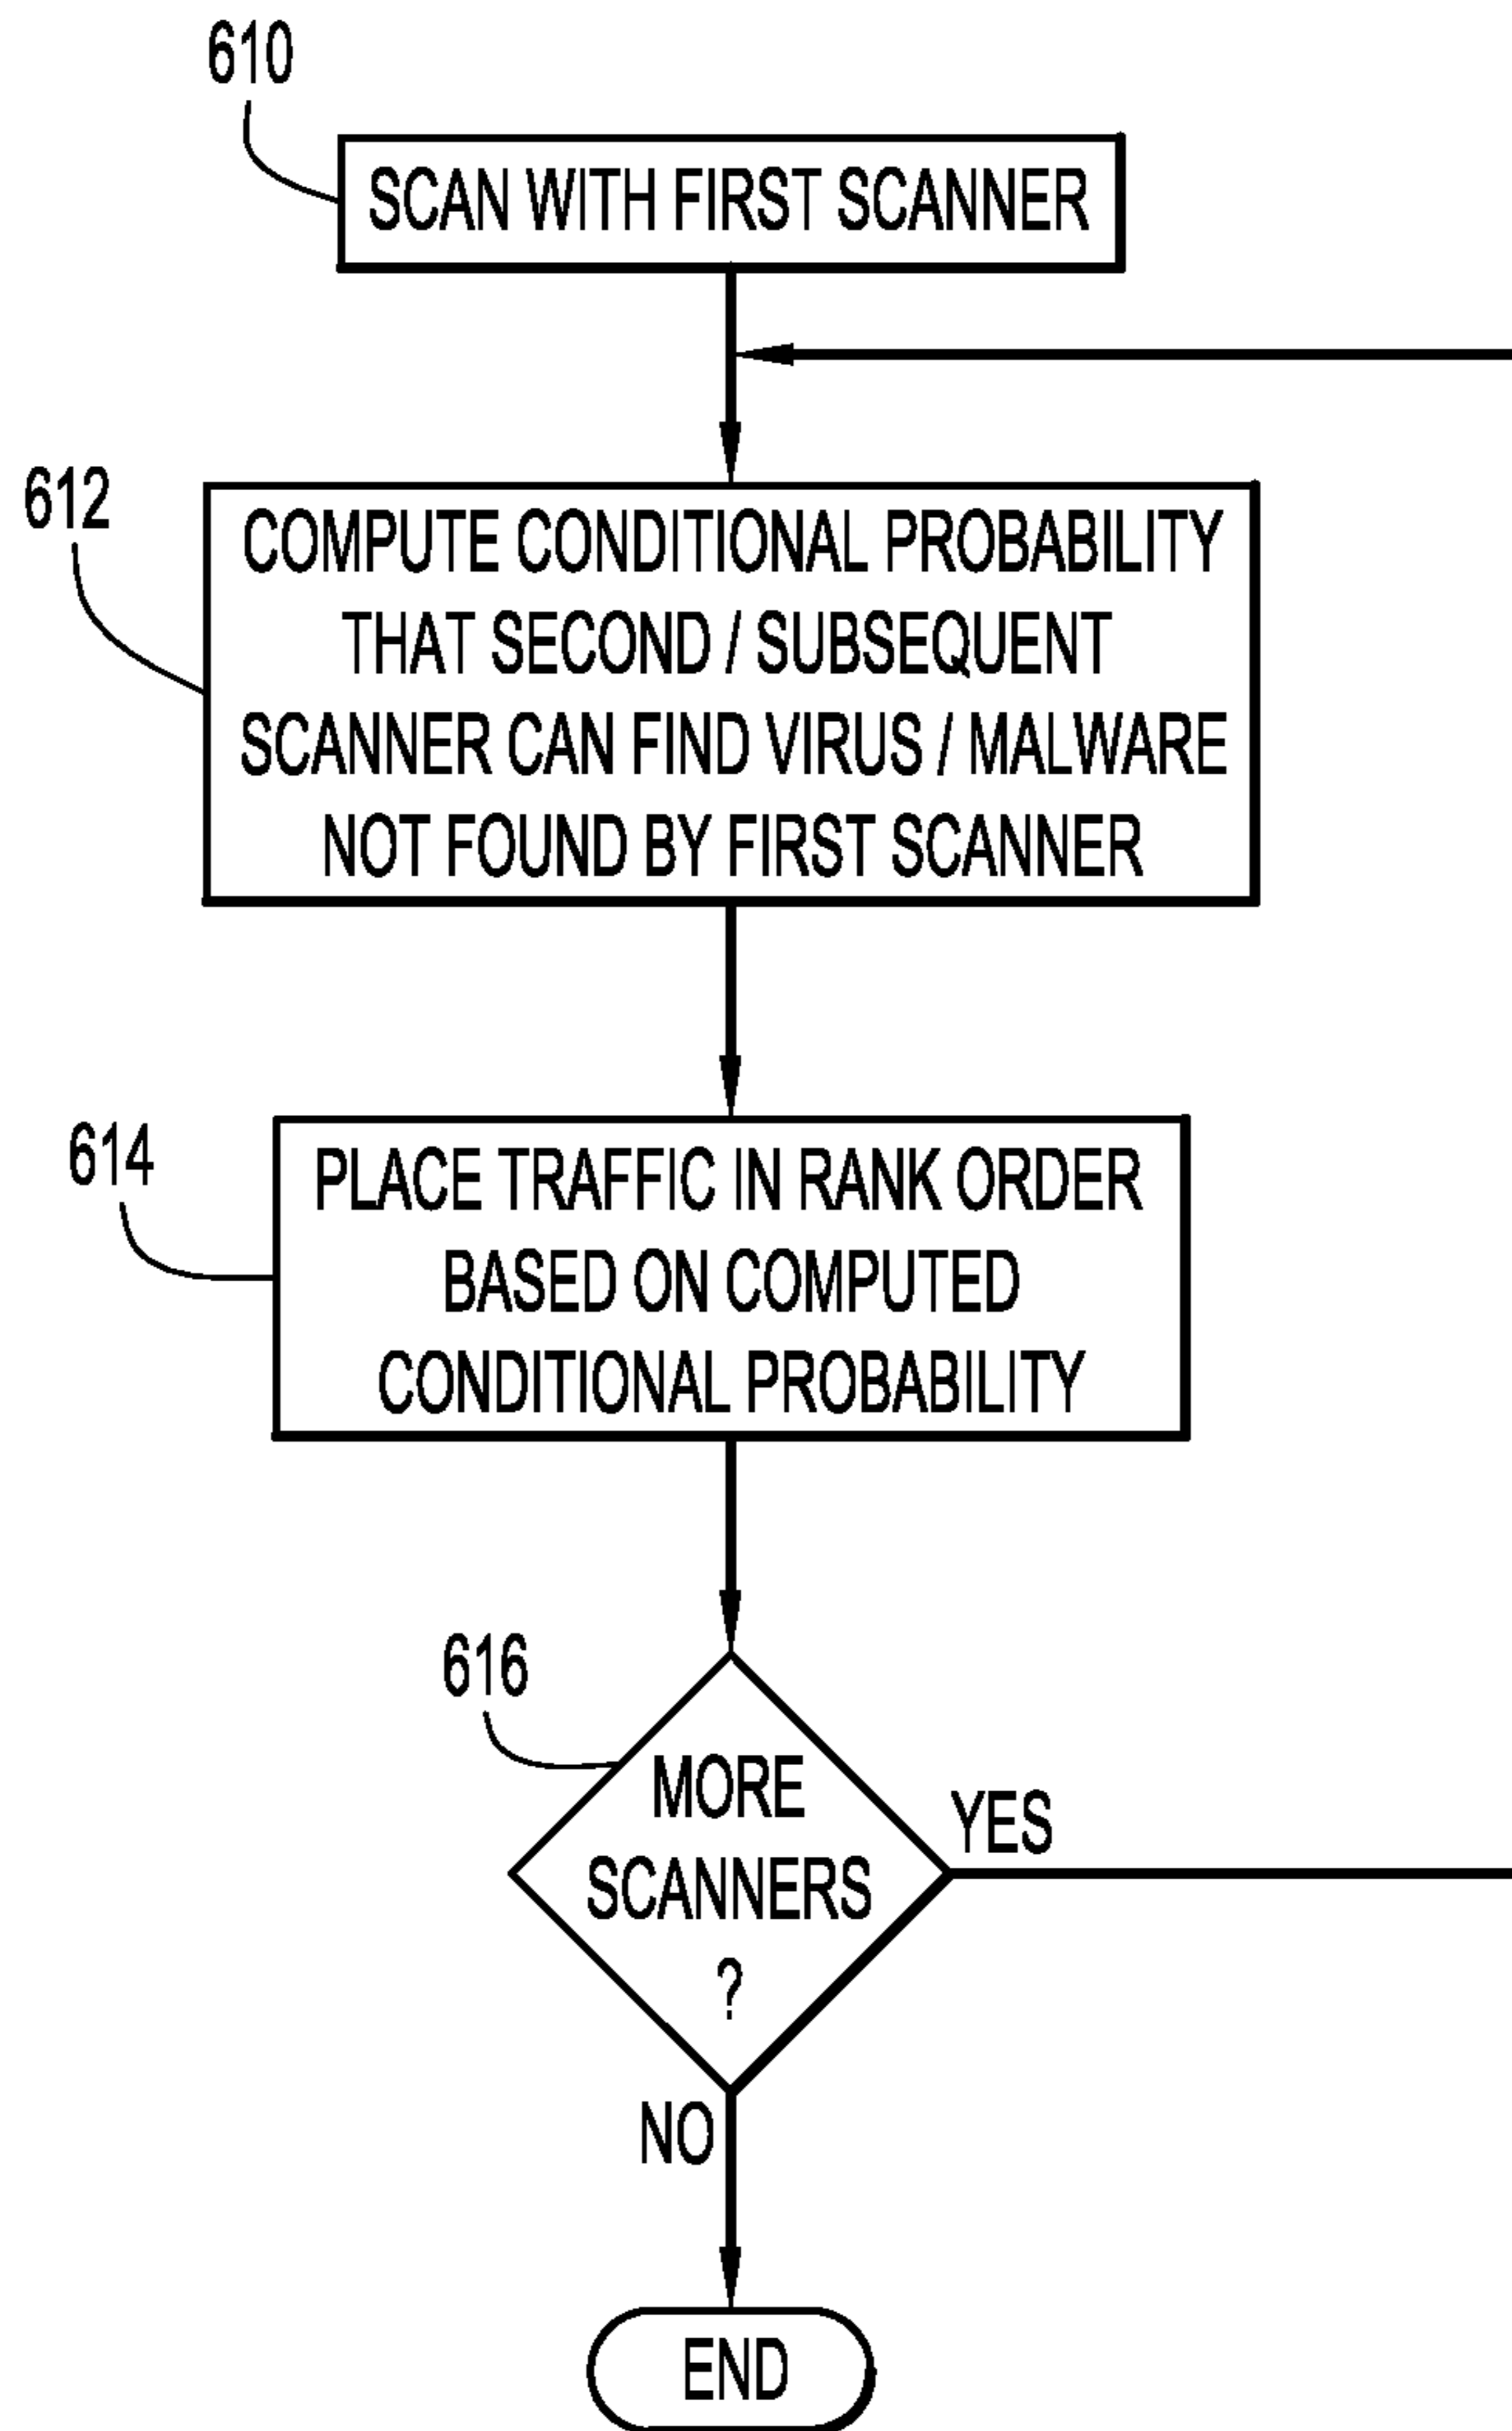 610
SCAN WITH FIRST SCANNER
612
COMPUTE CONDITIONAL PROBABILITY
THAT SECOND / SUBSEQUENT
SCANNER CAN FIND VIRUS / MALWARE
NOT FOUND BY FIRST SCANNER
614
PLACE TRAFFIC IN RANK ORDER
BASED ON COMPUTED
CONDITIONAL PROBABILITY
616
MORE
SCANNERS
?
YES
NO
END